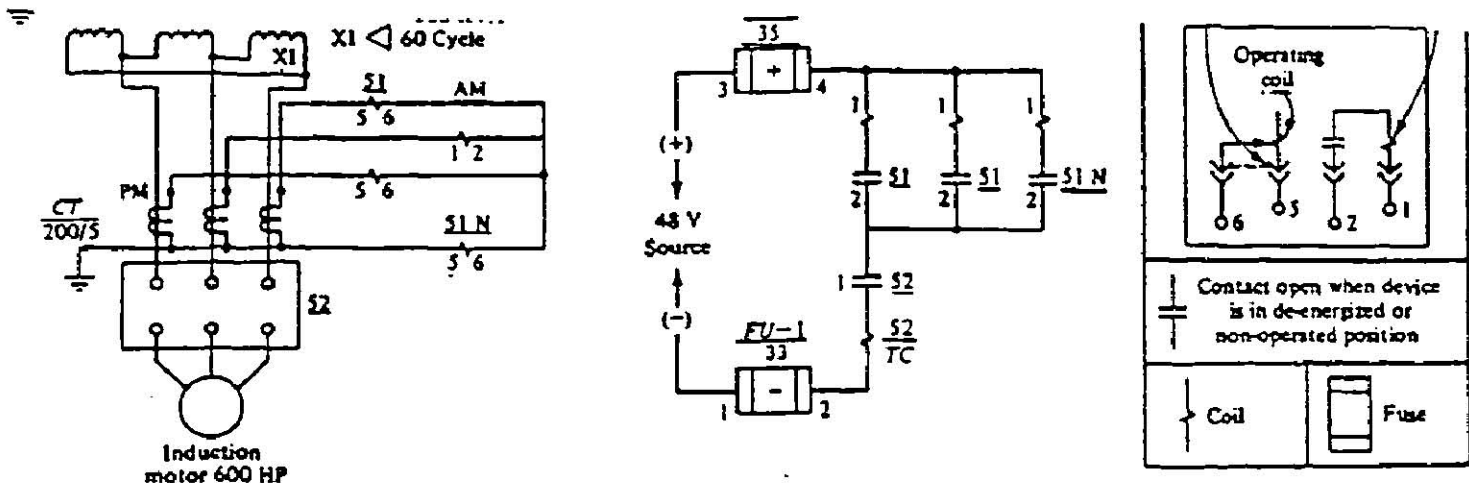 X1
X1 ◁ 60 Cycle
51
5 6
AM
1 2
5 6
PM
CT
200/5
51 N
5 6
52
Induction
motor 600 HP
35
3
+
4
(+)
48 V
Source
(-)
1
1
1
2
51
2
51
2
51 N
1
52
52
TC
FU-1
33
1
-
2
Operating
coil
6
5
2
1
Contact open when device
is in de-energized or
non-operated position
Coil
Fuse